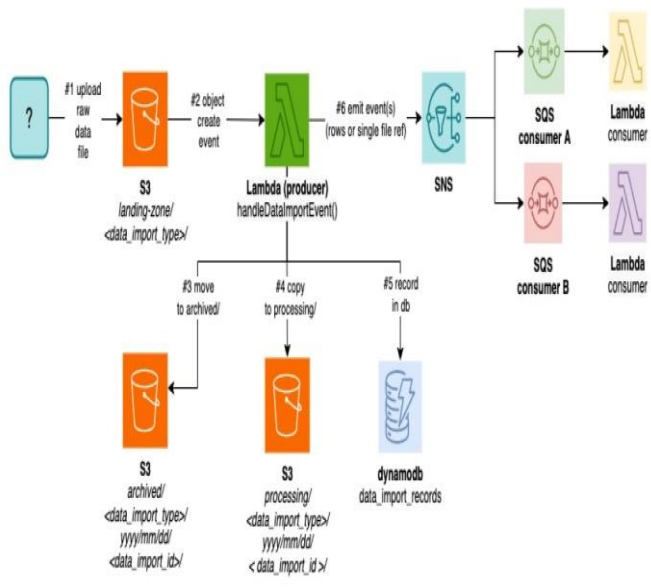 ?
#1 upload
raw
data
file
S3
landing-zone/
<data_import_type>/
#2 object
create
event
Lambda (producer)
handleDataImportEvent()
#6 emit event(s)
(rows or single file ref)
SNS
SQS
consumer A
Lambda
consumer
SQS
consumer B
Lambda
consumer
#3 move
to archived/
#4 copy
to processing/
#5 record
in db
S3
archived/
<data_import_type>/
yyyy/mm/dd/
<data_import_id>/
S3
processing/
<data_import_type>/
yyyy/mm/dd/
< data_import_id >/
dynamodb
data_import_records